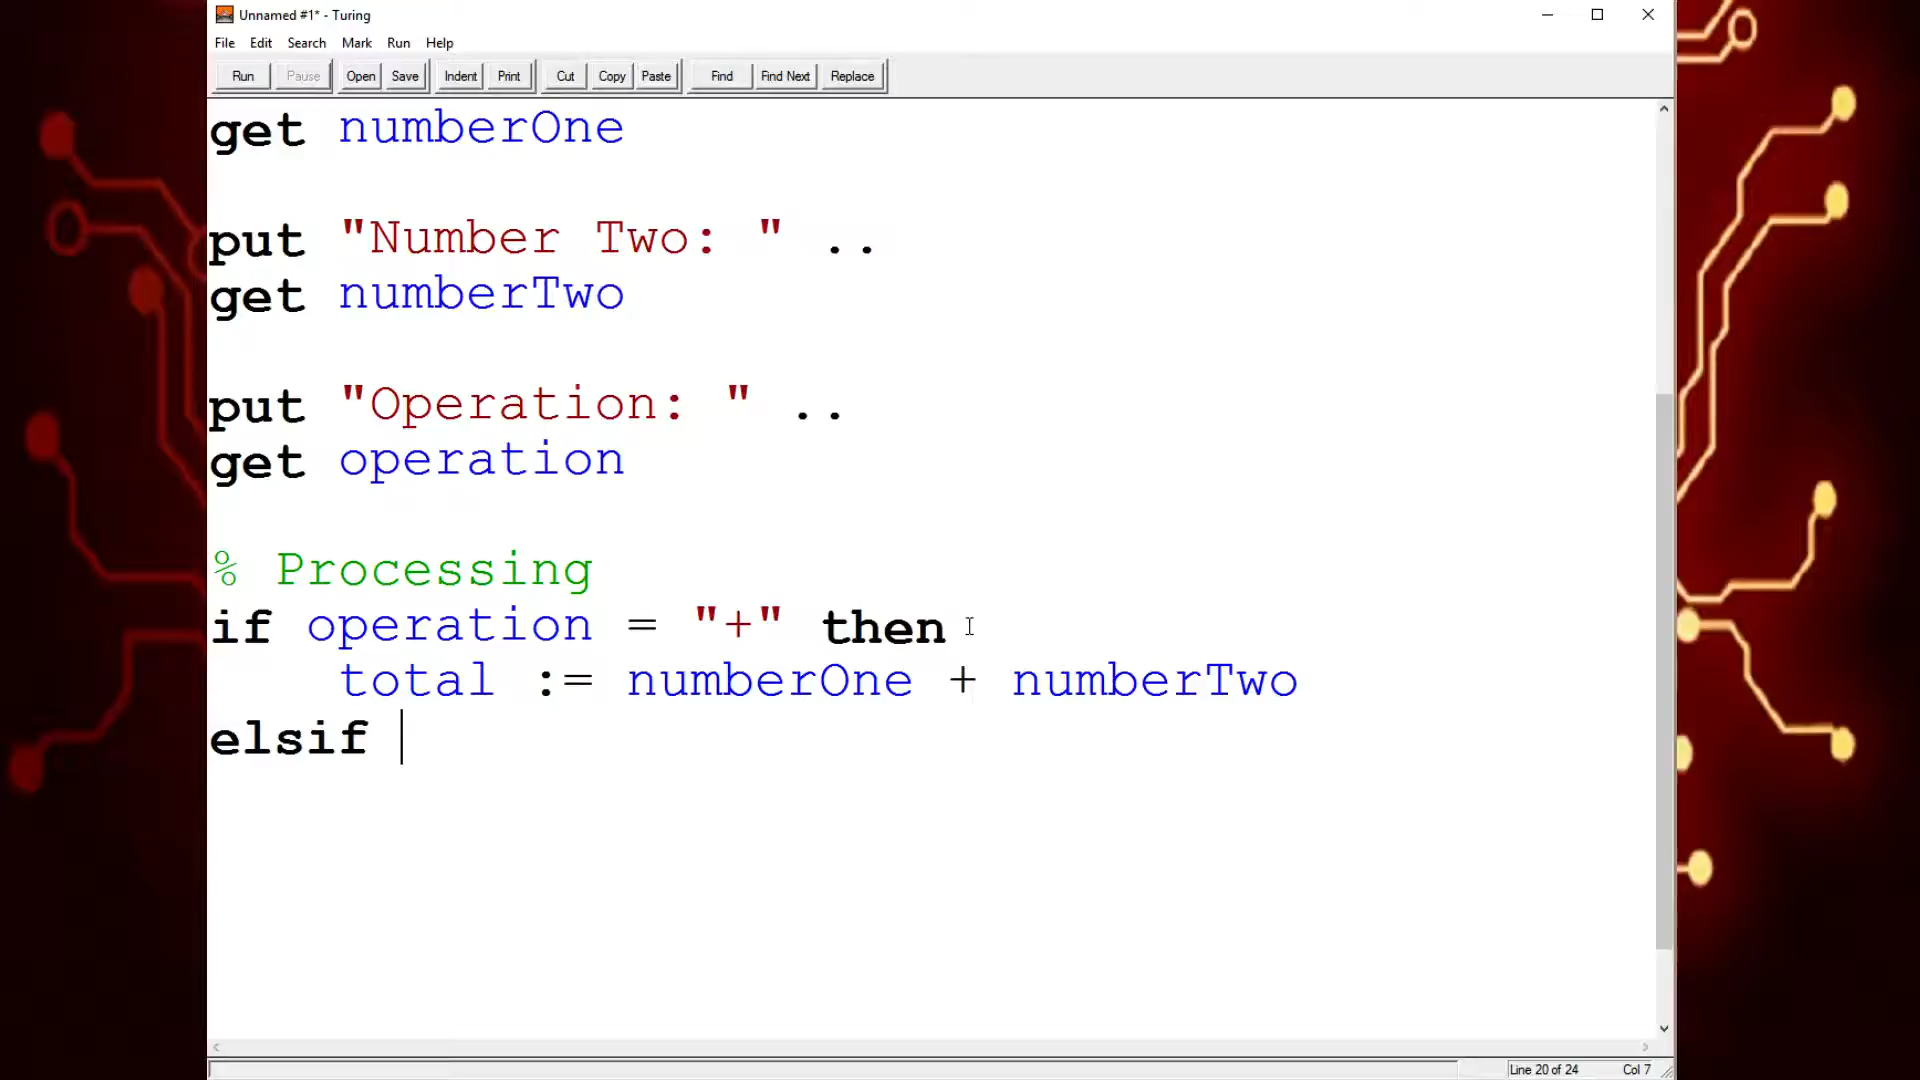 Unnamed #1* - Turing
File Edit Search Mark Run Help
Run Pause Open Save Indent Print Cut Copy Paste Find Find Next Replace
get numberOne
put "Number Two: " ..
get numberTwo
put "Operation: " ..
get operation
% Processing
if operation = "+" then
total := numberOne + numberTwo
elsif
Line 20 of 24 Col 7